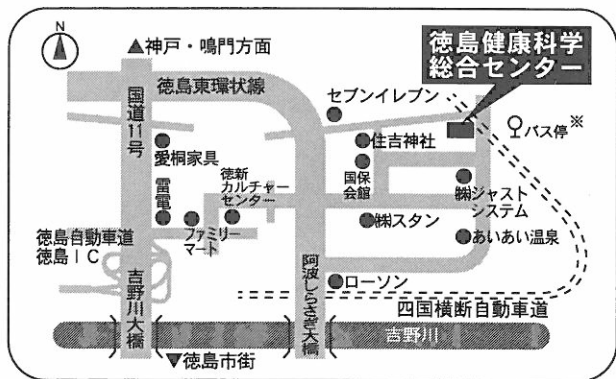 N
▲神戸・鳴門方面
徳島健康科学
総合センター
徳島東環状線
セブンイレブン
国道11号
バス停※
住吉神社
愛桐家具
国保
会館
徳新
カルチャー
センター
雷電
㈱ジャスト
システム
ファミリー
マート
㈱スタン
あいあい温泉
徳島自動車道
徳島IC
吉野川大橋
阿波しらさぎ大橋
ローソン
四国横断自動車道
吉野川
▼徳島市街